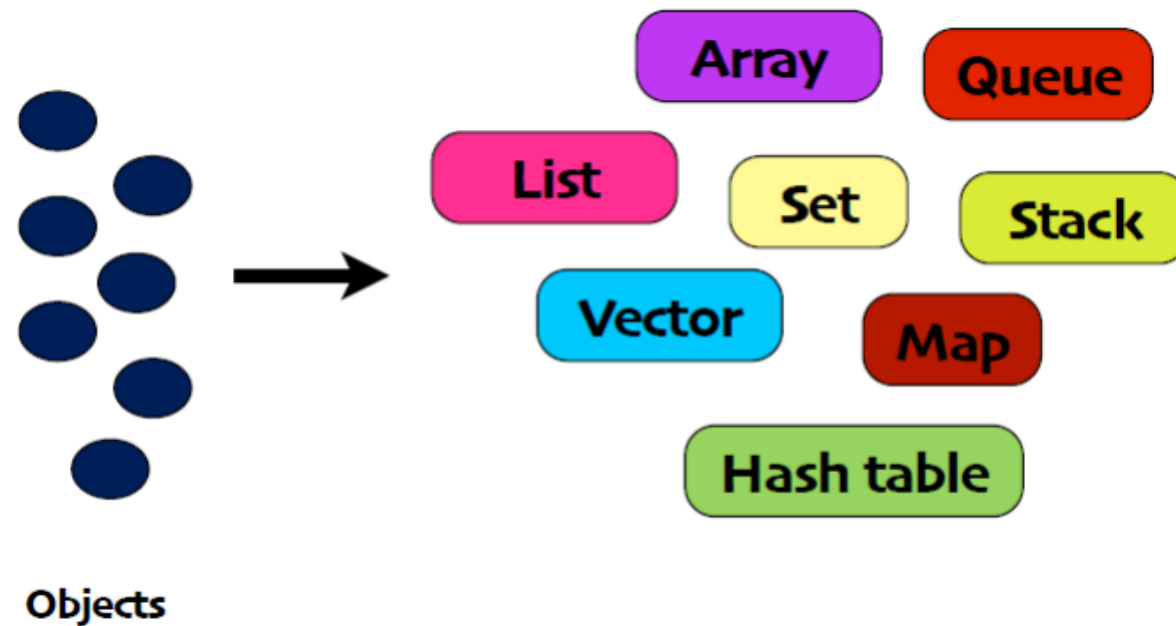 Array
Queue
List
Set
Stack
Vector
Map
Hash table
Objects